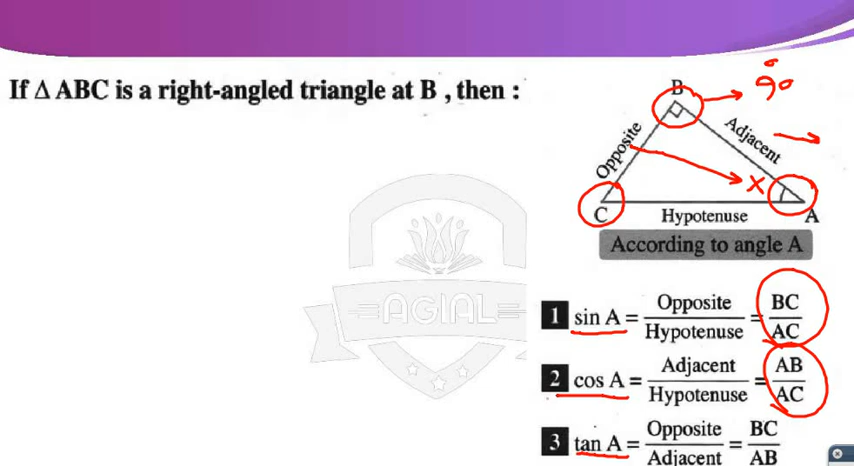 If Δ ABC is a right-angled triangle at B , then :
B
90°
Opposite
Adjacent
x
C
Hypotenuse
A
According to angle A
AGIAL
1 sin A = Opposite / Hypotenuse = BC / AC
2 cos A = Adjacent / Hypotenuse = AB / AC
3 tan A = Opposite / Adjacent = BC / AB